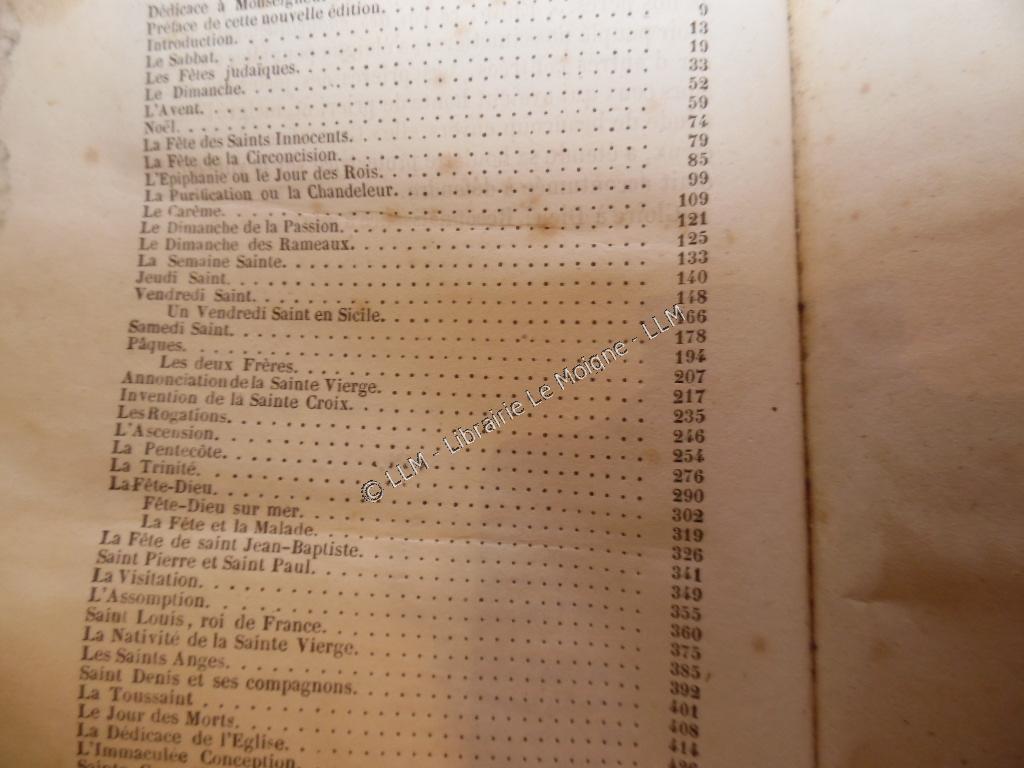 Dédicace à Monseigneur
Préface de cette nouvelle édition.
Introduction. 9
Le Sabbat. 13
Les Fêtes judaïques. 19
Le Dimanche. 33
L'Avent. 52
Noël. 59
La Fête des Saints Innocents. 74
La Fête de la Circoncision. 79
L'Epiphanie ou le Jour des Rois. 85
La Purification ou la Chandeleur. 99
Le Carême. 109
Le Dimanche de la Passion. 121
Le Dimanche des Rameaux. 125
La Semaine Sainte. 133
Jeudi Saint. 140
Vendredi Saint. 148
Un Vendredi Saint en Sicile. 166
Samedi Saint. 178
Pâques. 194
Les deux Frères. 207
Annonciation de la Sainte Vierge. 217
Invention de la Sainte Croix. 235
Les Rogations. 246
L'Ascension. 254
La Pentecôte. 276
La Trinité. 290
La Fête-Dieu. 302
Fête-Dieu sur mer. 319
La Fête et la Malade. 326
La Fête de saint Jean-Baptiste. 341
Saint Pierre et Saint Paul. 349
La Visitation. 355
L'Assomption. 360
Saint Louis, roi de France. 375
La Nativité de la Sainte Vierge. 385
Les Saints Anges. 392
Saint Denis et ses compagnons. 401
La Toussaint 408
Le Jour des Morts. 414
La Dédicace de l'Eglise.
L'Immaculée Conception.
© LLM - Librairie Le Moigne - LLM